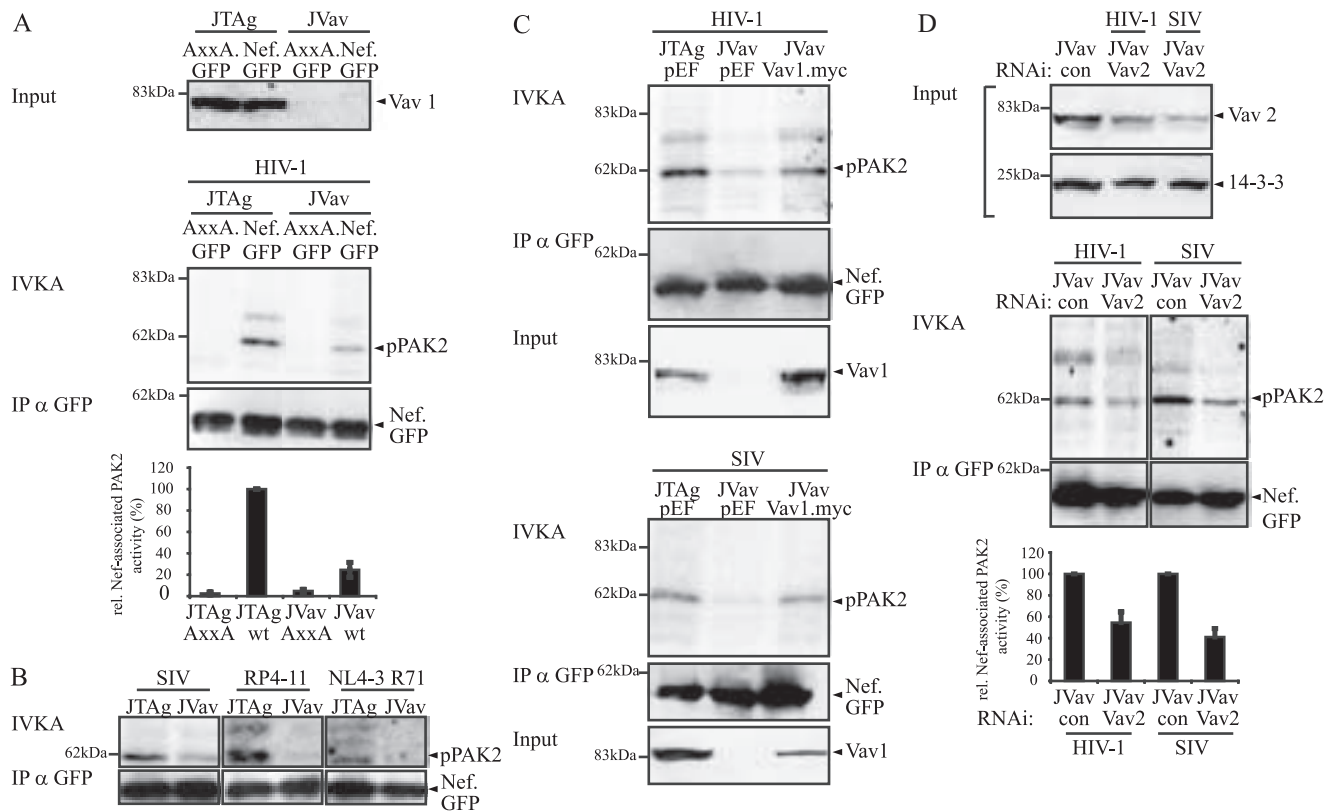 A
JTAg JVav
AxxA. Nef. AxxA. Nef.
GFP GFP GFP GFP
Input
83kDa
Vav 1
HIV-1
JTAg JVav
AxxA. Nef. AxxA. Nef.
GFP GFP GFP GFP
IVKA
83kDa
62kDa
pPAK2
IP α GFP
62kDa
Nef.
GFP
rel. Nef-associated PAK2
activity (%)
120
100
80
60
40
20
0
JTAg JTAg JVav JVav
AxxA wt AxxA wt
B
SIV RP4-11 NL4-3 R71
JTAg JVav JTAg JVav JTAg JVav
IVKA
62kDa
pPAK2
IP α GFP
Nef.
GFP
C
HIV-1
JTAg JVav JVav
pEF pEF Vav1.myc
IVKA
83kDa
62kDa
pPAK2
IP α GFP
62kDa
Nef.
GFP
Input
83kDa
Vav1
SIV
JTAg JVav JVav
pEF pEF Vav1.myc
IVKA
83kDa
62kDa
pPAK2
IP α GFP
62kDa
Nef.
GFP
Input
83kDa
Vav1
D
HIV-1 SIV
JVav JVav JVav
RNAi: con Vav2 Vav2
Input
83kDa
Vav 2
25kDa
14-3-3
HIV-1 SIV
JVav JVav JVav JVav
RNAi: con Vav2 con Vav2
IVKA
62kDa
pPAK2
IP α GFP
62kDa
Nef.
GFP
rel. Nef-associated PAK2
activity (%)
120
100
80
60
40
20
0
JVav JVav JVav JVav
RNAi: con Vav2 con Vav2
HIV-1 SIV